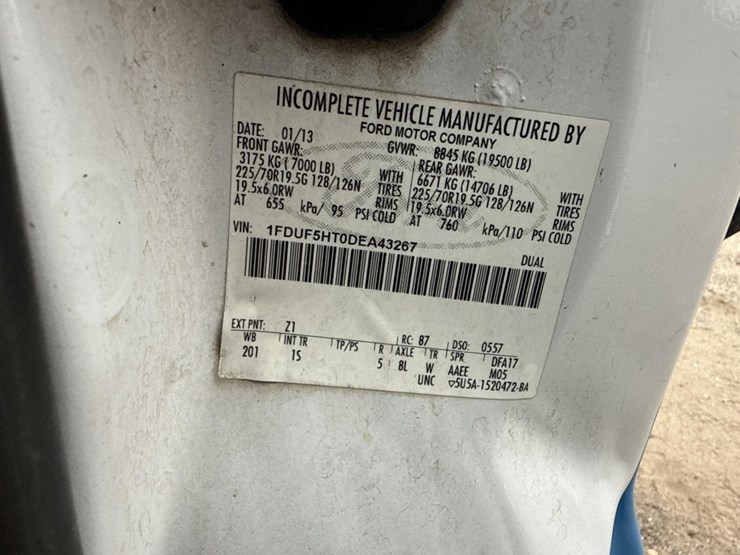 INCOMPLETE VEHICLE MANUFACTURED BY
FORD MOTOR COMPANY
DATE: 01/13 GVWR: 8845 KG (19500 LB)
FRONT GAWR: REAR GAWR:
3175 KG (7000 LB) WITH 6671 KG (14706 LB) WITH
225/70R19.5G 128/126N TIRES 225/70R19.5G 128/126N TIRES
19.5x6.0RW RIMS 19.5x6.0RW RIMS
AT 655 kPa/ 95 PSI COLD AT 760 kPa/110 PSI COLD
VIN: 1FDUF5HT0DEA43267 DUAL
EXT PNT: Z1 RC: 87 DSO: 0557
WB INT TR TP/PS R AXLE TR SPR DFA17
201 1S 5 8L W AAEE M05
UNC ▽5U5A-1520472-BA